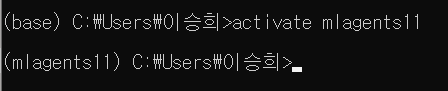 (base) C:₩Users₩이승희>activate mlagents11
(mlagents11) C:₩Users₩이승희>